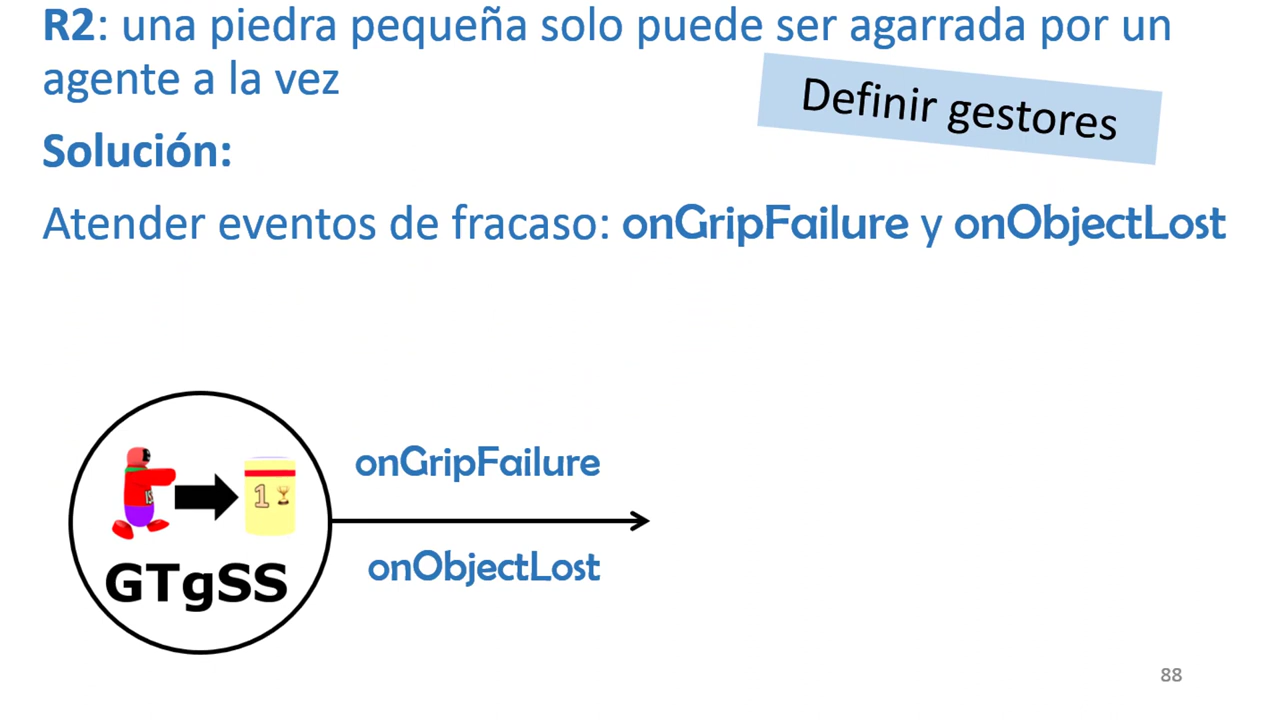 R2: una piedra pequeña solo puede ser agarrada por un
agente a la vez
Definir gestores
Solución:
Atender eventos de fracaso: onGripFailure y onObjectLost
onGripFailure
1
onObjectLost
GTgSS
88